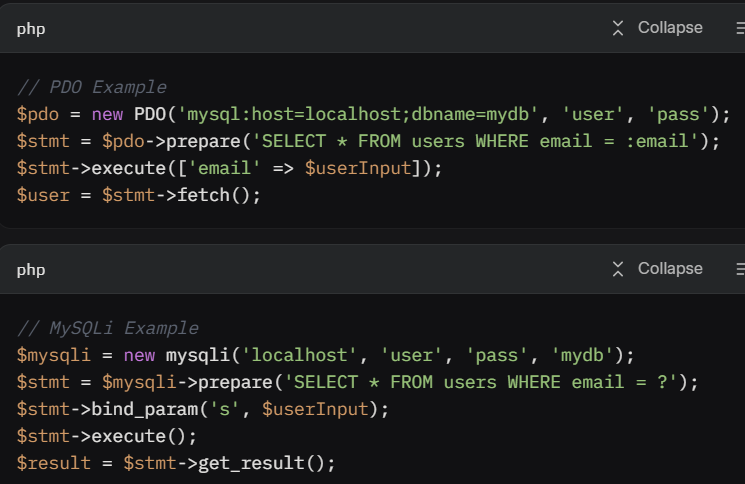 php
Collapse
// PDO Example
$pdo = new PDO('mysql:host=localhost;dbname=mydb', 'user', 'pass');
$stmt = $pdo->prepare('SELECT * FROM users WHERE email = :email');
$stmt->execute(['email' => $userInput]);
$user = $stmt->fetch();
php
Collapse
// MySQLi Example
$mysqli = new mysqli('localhost', 'user', 'pass', 'mydb');
$stmt = $mysqli->prepare('SELECT * FROM users WHERE email = ?');
$stmt->bind_param('s', $userInput);
$stmt->execute();
$result = $stmt->get_result();